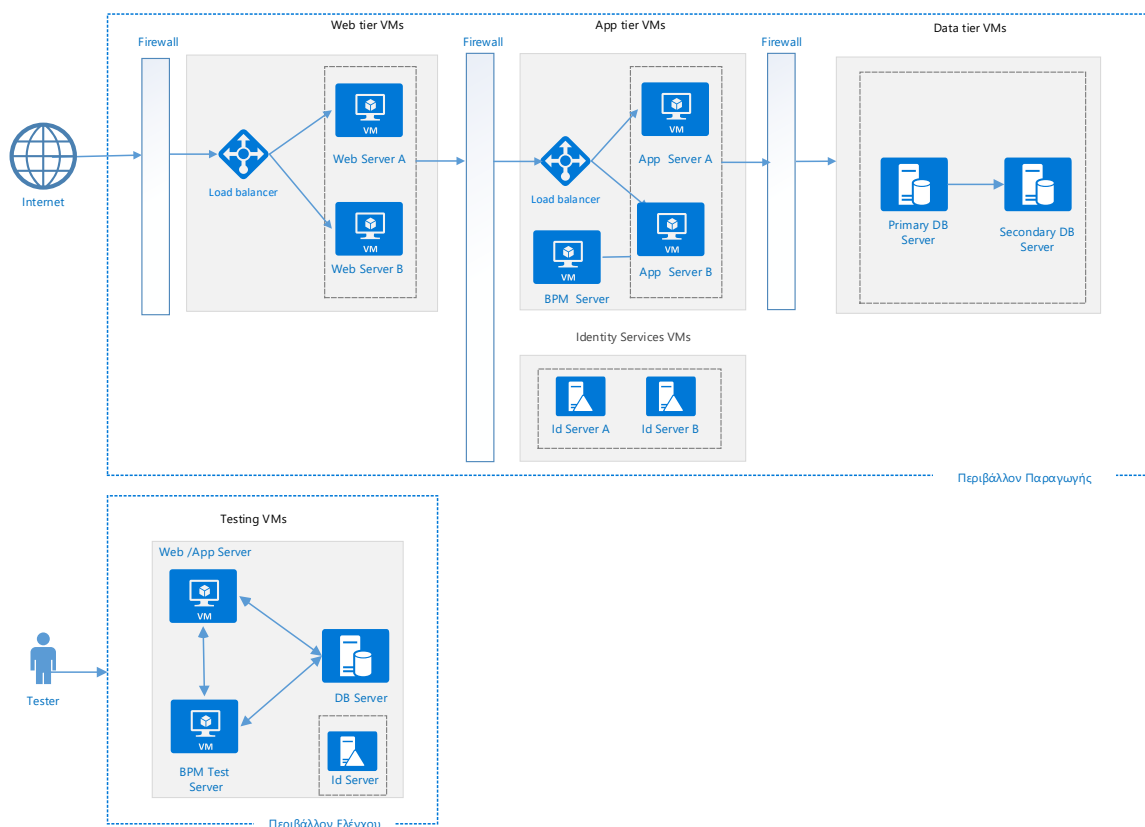 Web tier VMs
App tier VMs
Data tier VMs
Firewall
Firewall
Firewall
VM
Web Server A
VM
Web Server B
Load balancer
Internet
VM
App Server A
Load balancer
VM
App Server B
VM
BPM Server
Primary DB
Server
Secondary DB
Server
Identity Services VMs
Id Server A
Id Server B
Περιβάλλον Παραγωγής
Testing VMs
Web /App Server
VM
DB Server
Tester
VM
BPM Test
Server
Id Server
Περιβάλλον Ελέγχου